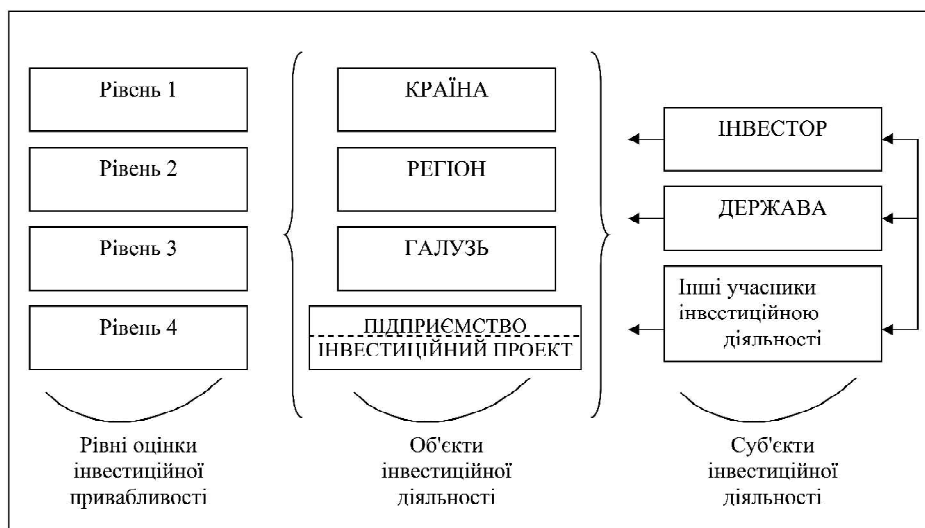 Рівень 1
Рівень 2
Рівень 3
Рівень 4
Рівні оцінки
інвестиційної
привабливості
КРАЇНА
РЕГІОН
ГАЛУЗЬ
ПІДПРИЄМСТВО
ІНВЕСТИЦІЙНИЙ ПРОЕКТ
Об'єкти
інвестиційної
діяльності
ІНВЕСТОР
ДЕРЖАВА
Інші учасники
інвестиційною
діяльності
Суб'єкти
інвестиційної
діяльності